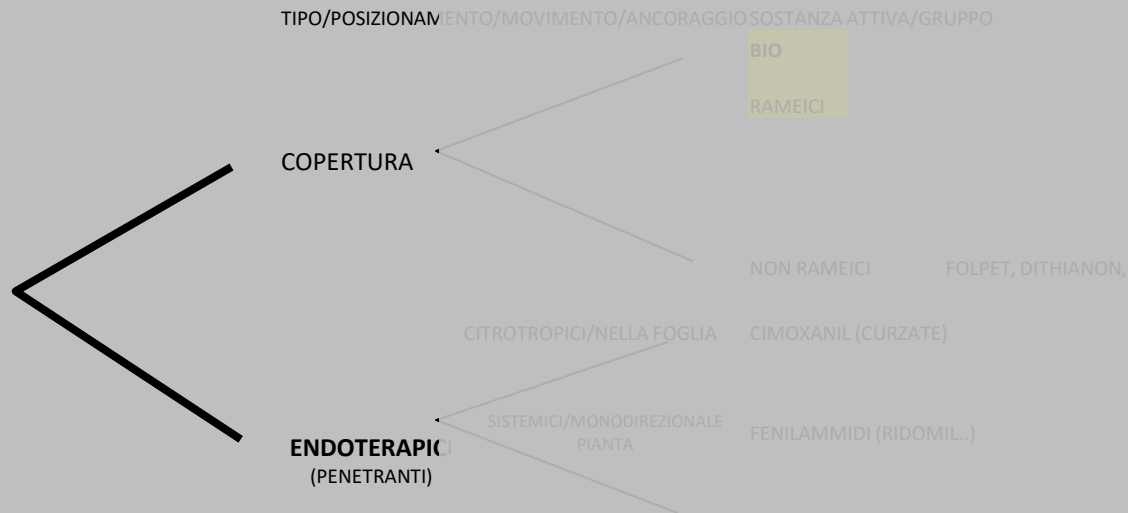 TIPO/POSIZIONAMENTO/MOVIMENTO/ANCORAGGIO SOSTANZA ATTIVA/GRUPPO
BIO
RAMEICI
COPERTURA
NON RAMEICI FOLPET, DITHIANON,
CITROTROPICI/NELLA FOGLIA CIMOXANIL (CURZATE)
SISTEMICI/MONODIREZIONALE
PIANTA
FENILAMMIDI (RIDOMIL..)
ENDOTERAPICI
(PENETRANTI)